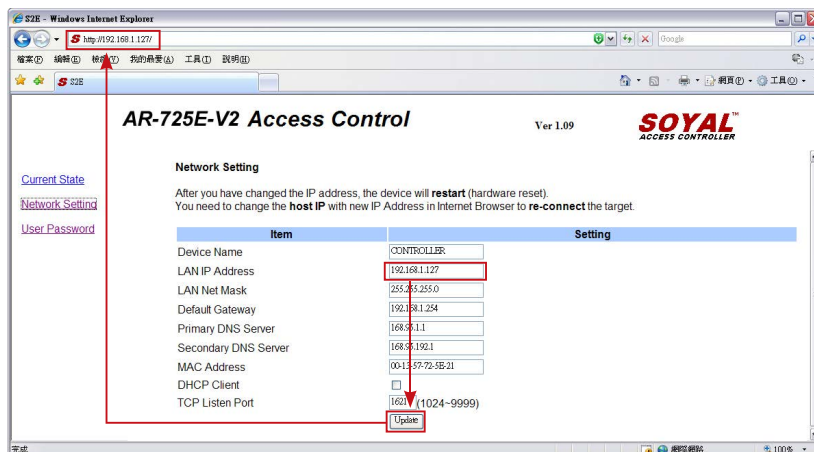 S2E - Windows Internet Explorer
http://192.168.1.127/
Google
檔案(F) 編輯(E) 檢視(V) 我的最愛(A) 工具(T) 說明(H)
S2E
網頁(P) 工具(O)
AR-725E-V2 Access Control
Ver 1.09
SOYAL™
ACCESS CONTROLLER
Current State
Network Setting
User Password
Network Setting
After you have changed the IP address, the device will restart (hardware reset).
You need to change the host IP with new IP Address in Internet Browser to re-connect the target.
Item Setting
Device Name CONTROLLER
LAN IP Address 192.168.1.127
LAN Net Mask 255.255.255.0
Default Gateway 192.168.1.254
Primary DNS Server 168.95.1.1
Secondary DNS Server 168.95.192.1
MAC Address 00-13-57-72-5E-21
DHCP Client
TCP Listen Port 1621 (1024~9999)
Update
完成
網際網路
100%